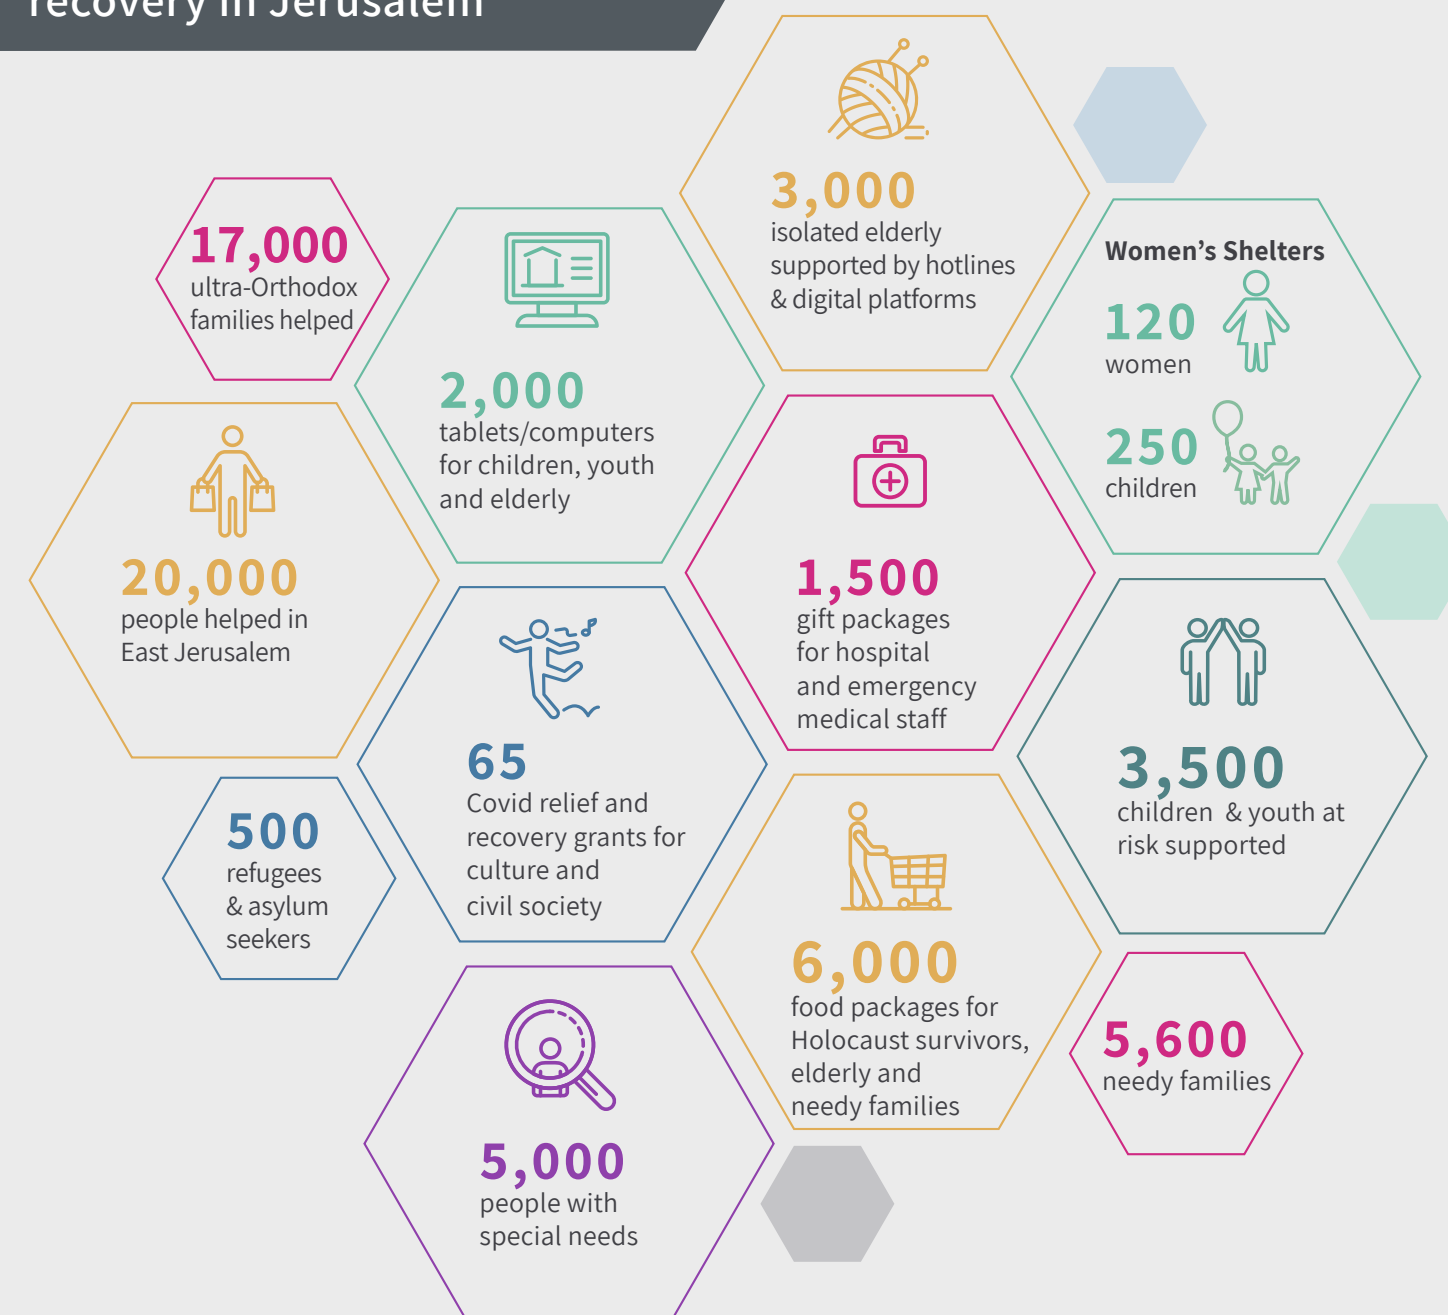 recovery in Jerusalem
3,000
isolated elderly
supported by hotlines
& digital platforms
17,000
ultra-Orthodox
families helped
Women’s Shelters
120
women
250
children
2,000
tablets/computers
for children, youth
and elderly
20,000
people helped in
East Jerusalem
1,500
gift packages
for hospital
and emergency
medical staff
65
Covid relief and
recovery grants for
culture and
civil society
3,500
children & youth at
risk supported
500
refugees
& asylum
seekers
6,000
food packages for
Holocaust survivors,
elderly and
needy families
5,600
needy families
5,000
people with
special needs